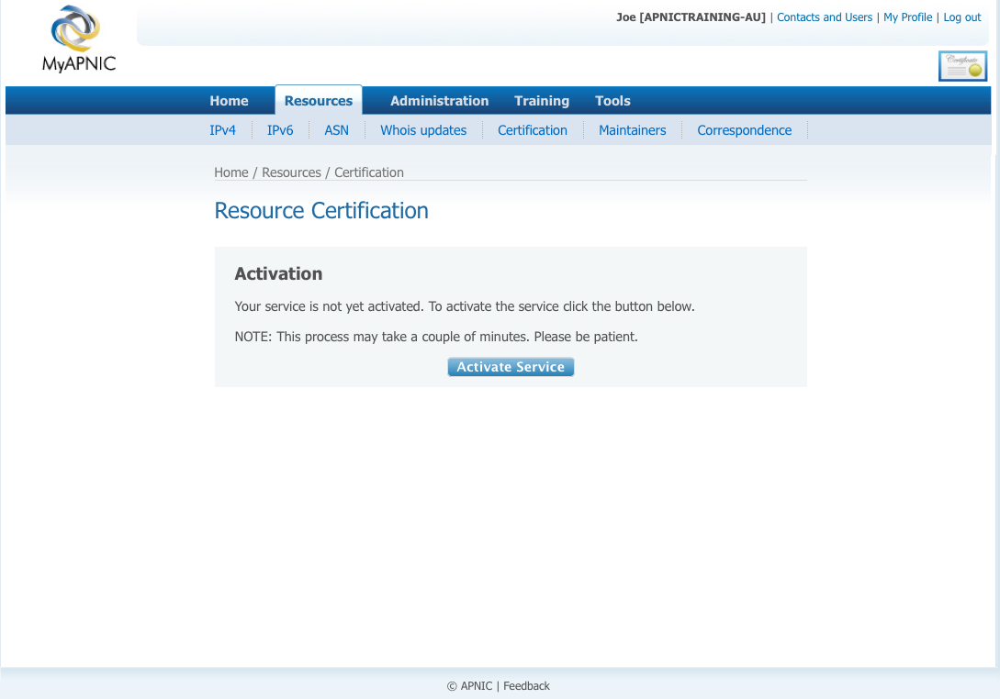 Joe [APNICTRAINING-AU] | Contacts and Users | My Profile | Log out
MyAPNIC
Certificate
Home Resources Administration Training Tools
IPv4 IPv6 ASN Whois updates Certification Maintainers Correspondence
Home / Resources / Certification
Resource Certification
Activation
Your service is not yet activated. To activate the service click the button below.
NOTE: This process may take a couple of minutes. Please be patient.
Activate Service
© APNIC | Feedback